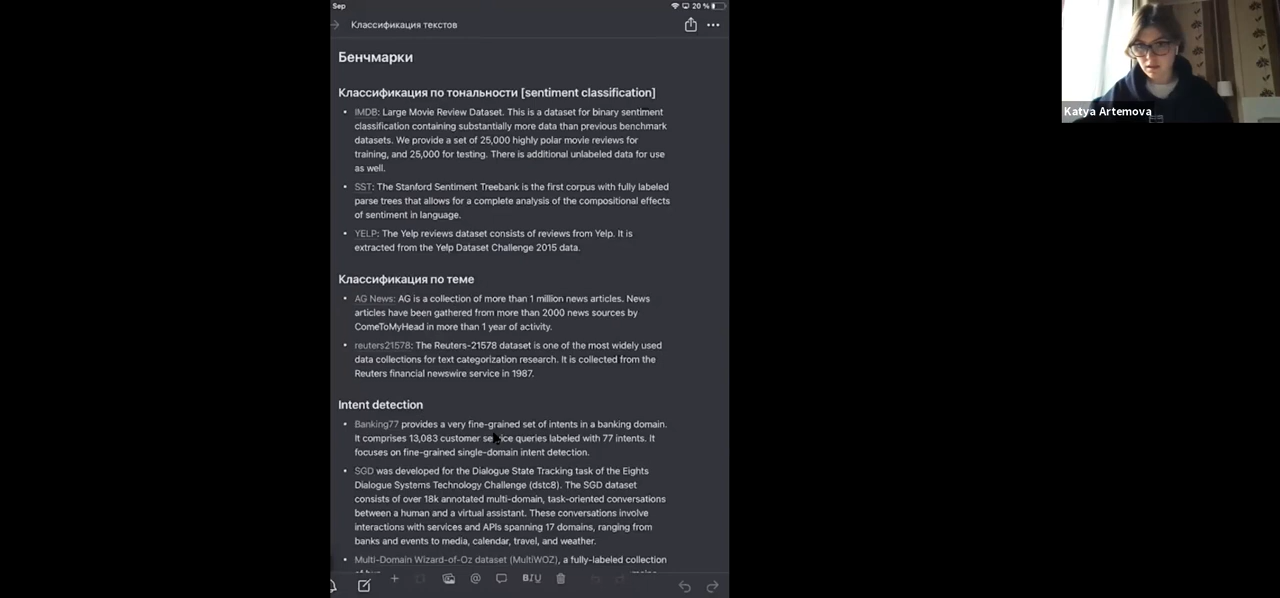 Sep
20 %
Классификация текстов
Бенчмарки
Классификация по тональности [sentiment classification]
• IMDB: Large Movie Review Dataset. This is a dataset for binary sentiment
classification containing substantially more data than previous benchmark
datasets. We provide a set of 25,000 highly polar movie reviews for
training, and 25,000 for testing. There is additional unlabeled data for use
as well.
• SST: The Stanford Sentiment Treebank is the first corpus with fully labeled
parse trees that allows for a complete analysis of the compositional effects
of sentiment in language.
• YELP: The Yelp reviews dataset consists of reviews from Yelp. It is
extracted from the Yelp Dataset Challenge 2015 data.
Классификация по теме
• AG News: AG is a collection of more than 1 million news articles. News
articles have been gathered from more than 2000 news sources by
ComeToMyHead in more than 1 year of activity.
• reuters21578: The Reuters-21578 dataset is one of the most widely used
data collections for text categorization research. It is collected from the
Reuters financial newswire service in 1987.
Intent detection
• Banking77 provides a very fine-grained set of intents in a banking domain.
It comprises 13,083 customer service queries labeled with 77 intents. It
focuses on fine-grained single-domain intent detection.
• SGD was developed for the Dialogue State Tracking task of the Eights
Dialogue Systems Technology Challenge (dstc8). The SGD dataset
consists of over 18k annotated multi-domain, task-oriented conversations
between a human and a virtual assistant. These conversations involve
interactions with services and APIs spanning 17 domains, ranging from
banks and events to media, calendar, travel, and weather.
• Multi-Domain Wizard-of-Oz dataset (MultiWOZ), a fully-labeled collection
BIU
Katya Artemova